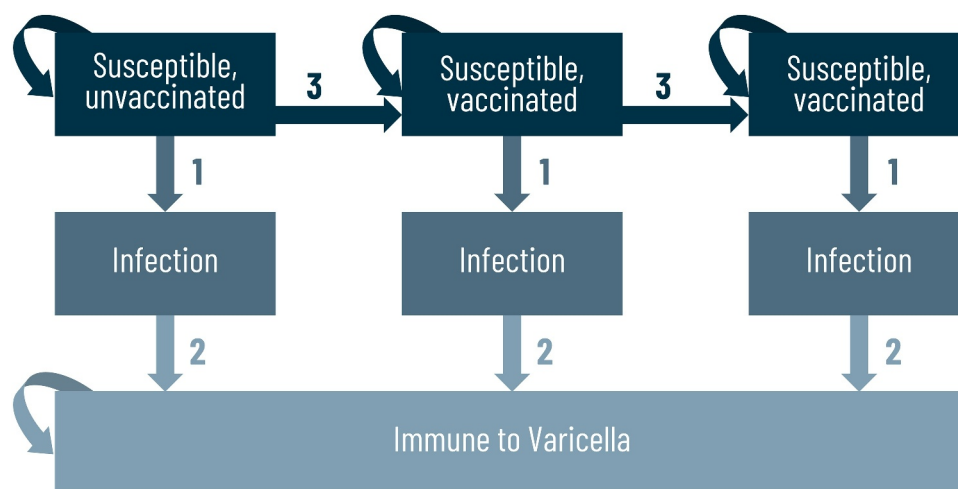 Susceptible,
unvaccinated
3
Susceptible,
vaccinated
3
Susceptible,
vaccinated
1
1
1
Infection
Infection
Infection
2
2
2
Immune to Varicella